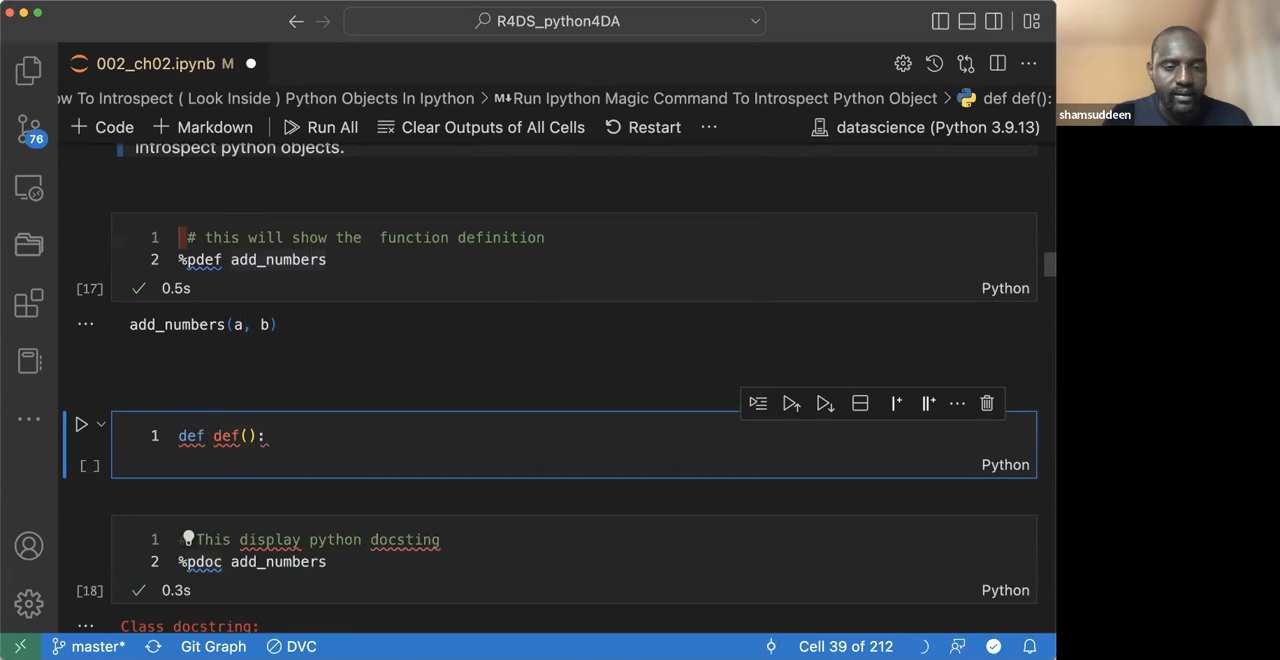 R4DS_python4DA
002_ch02.ipynb M
ow To Introspect ( Look Inside ) Python Objects In Ipython > M↓Run Ipython Magic Command To Introspect Python Object > def def():
+ Code + Markdown Run All Clear Outputs of All Cells Restart ... datascience (Python 3.9.13)
76
introspect python objects.
1 # this will show the function definition
2 %pdef add_numbers
[17] 0.5s Python
... add_numbers(a, b)
1 def def():
[ ] Python
1 This display python docsting
2 %pdoc add_numbers
[18] 0.3s Python
... Class docstring:
master* Git Graph DVC Cell 39 of 212
shamsuddeen